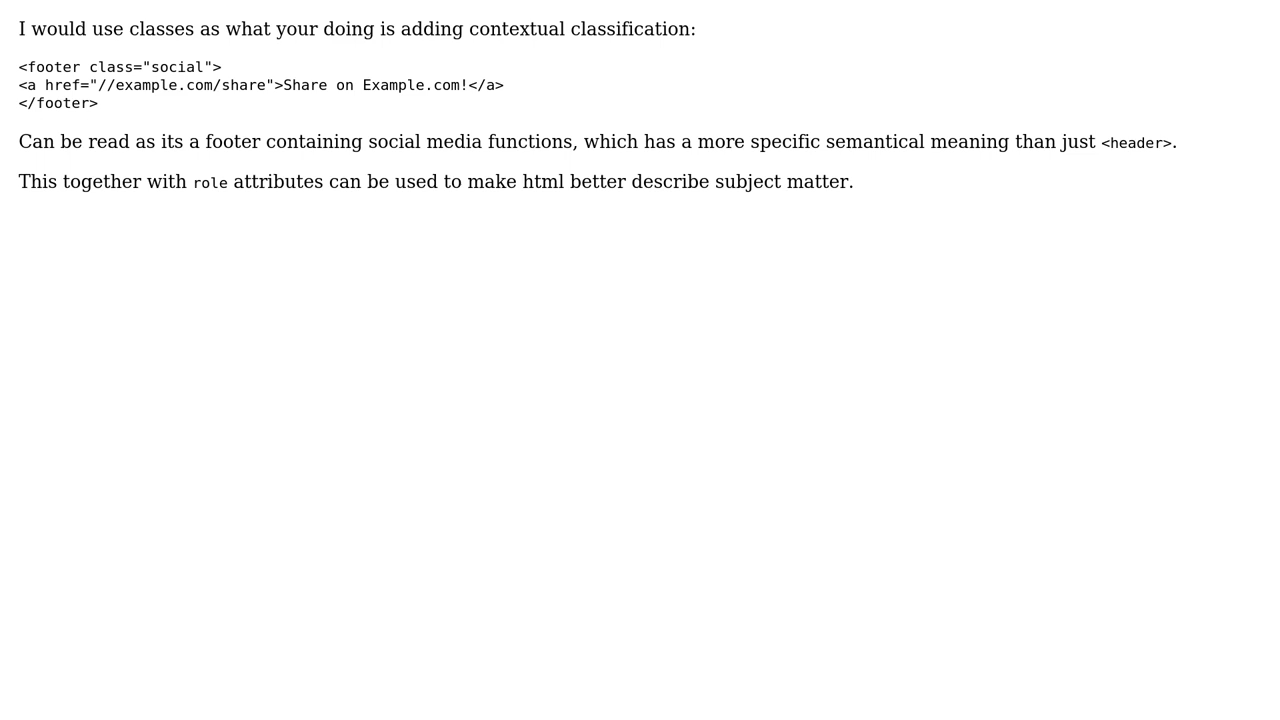 I would use classes as what your doing is adding contextual classification:
<footer class="social">
<a href="//example.com/share">Share on Example.com!</a>
</footer>
Can be read as its a footer containing social media functions, which has a more specific semantical meaning than just <header>.
This together with role attributes can be used to make html better describe subject matter.